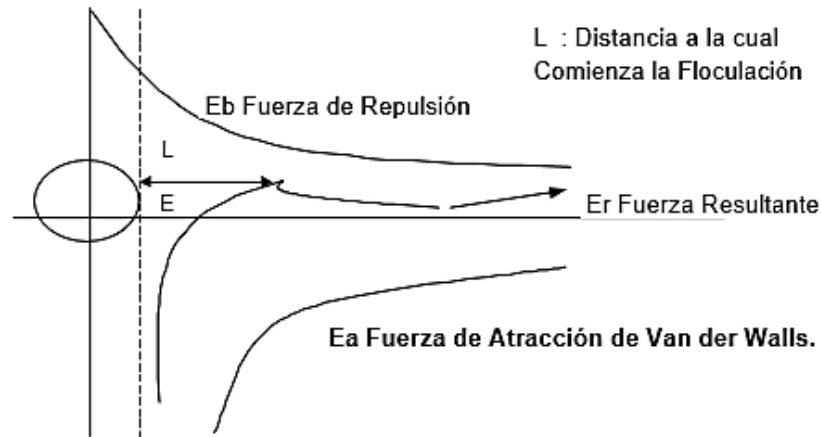 L : Distancia a la cual
Comienza la Floculación
Eb Fuerza de Repulsión
L
E
Er Fuerza Resultante
Ea Fuerza de Atracción de Van der Walls.